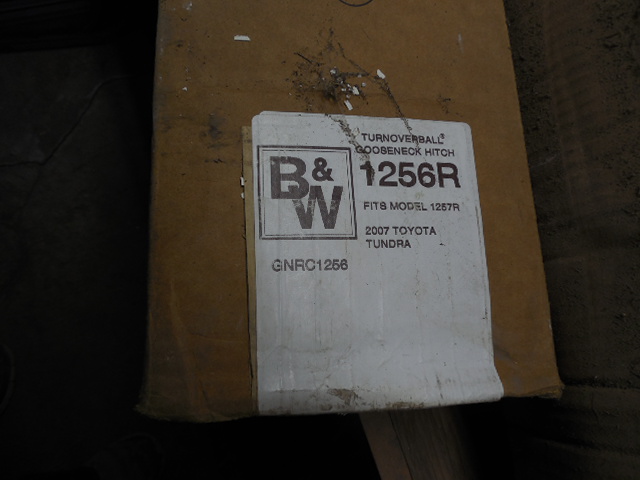 TURNOVERBALL®
GOOSENECK HITCH
B&W
1256R
FITS MODEL 1257R
2007 TOYOTA
TUNDRA
GNRC1256